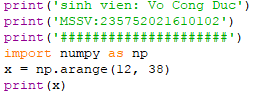 print('sinh vien: Vo Cong Duc')
print('MSSV:235752021610102')
print('######################')
import numpy as np
x = np.arange(12, 38)
print(x)